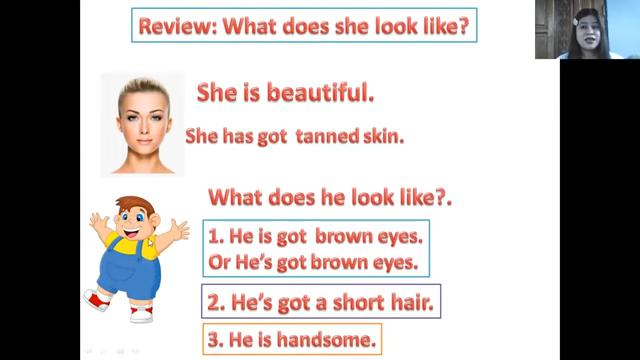 Review: What does she look like?
She is beautiful.
She has got tanned skin.
What does he look like?.
1. He is got brown eyes.
Or He's got brown eyes.
2. He's got a short hair.
3. He is handsome.